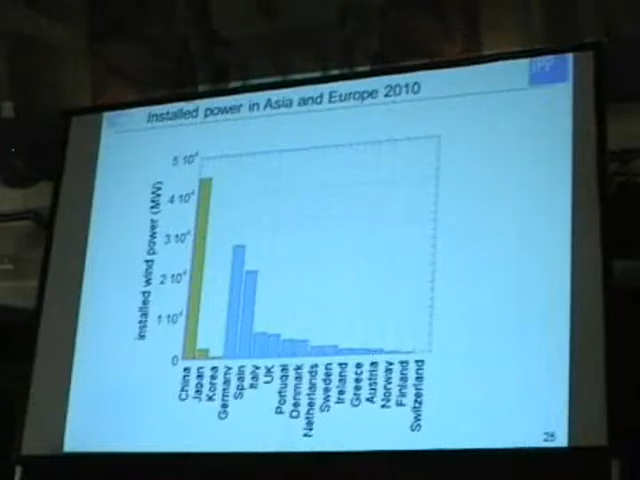 Installed power in Asia and Europe 2010
IPP
installed wind power (MW)
5 10⁴
4 10⁴
3 10⁴
2 10⁴
1 10⁴
0
China
Japan
Korea
Germany
Spain
Italy
UK
Portugal
Denmark
Netherlands
Sweden
Ireland
Greece
Austria
Norway
Finland
Switzerland